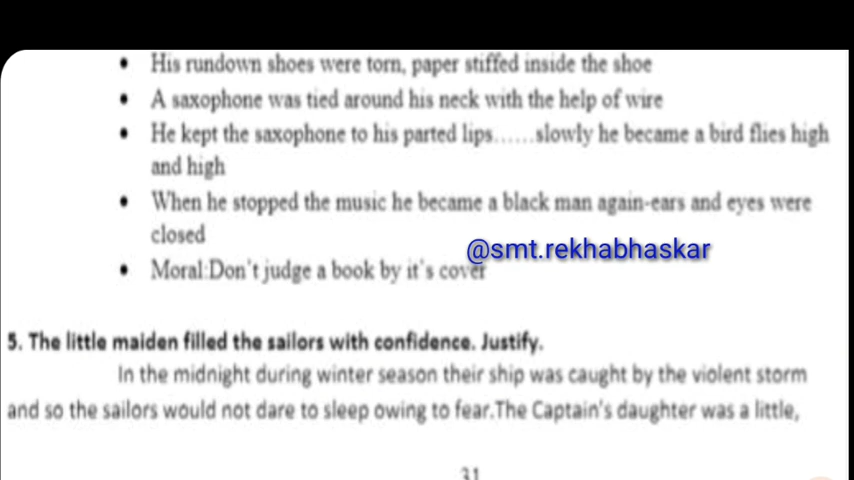 • His rundown shoes were torn, paper stiffed inside the shoe
• A saxophone was tied around his neck with the help of wire
• He kept the saxophone to his parted lips......slowly he became a bird flies high
and high
• When he stopped the music he became a black man again-ears and eyes were
closed
@smt.rekhabhaskar
• Moral:Don't judge a book by it's cover
5. The little maiden filled the sailors with confidence. Justify.
In the midnight during winter season their ship was caught by the violent storm
and so the sailors would not dare to sleep owing to fear.The Captain's daughter was a little,
31